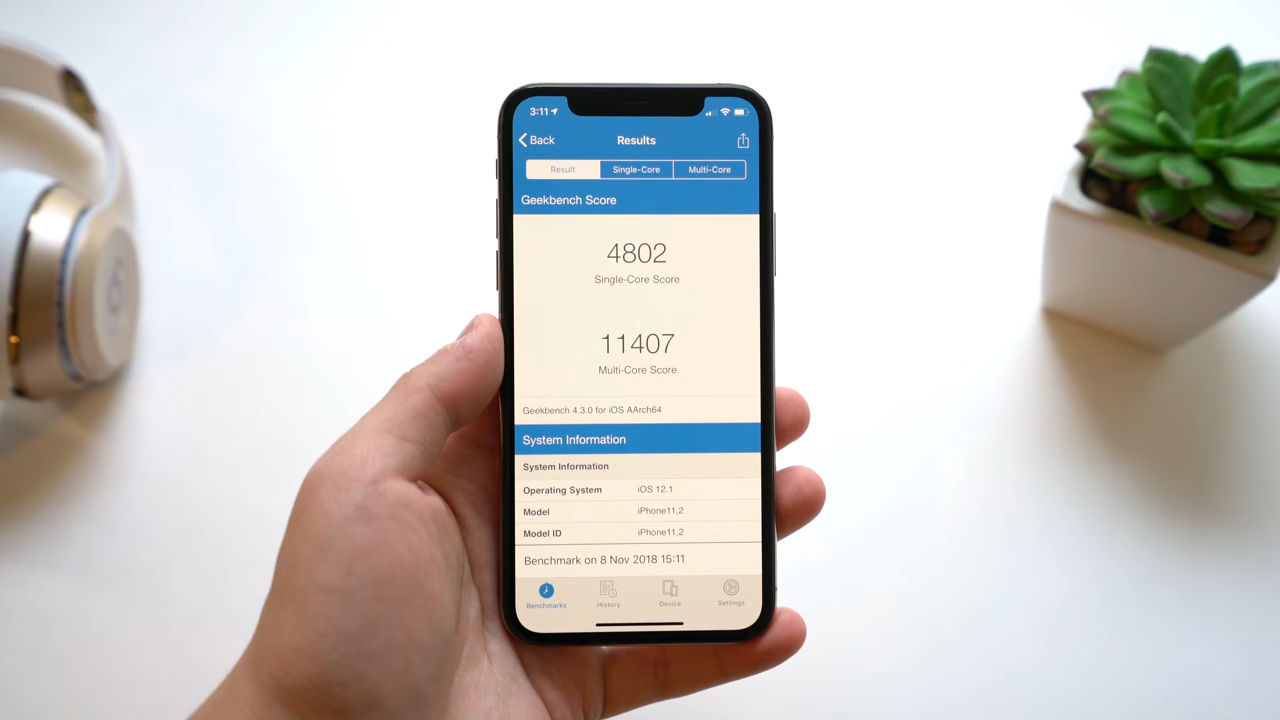 3:11
Back
Results
Result Single-Core Multi-Core
Geekbench Score
4802
Single-Core Score
11407
Multi-Core Score
Geekbench 4.3.0 for iOS AArch64
System Information
System Information
Operating System iOS 12.1
Model iPhone11,2
Model ID iPhone11,2
Benchmark on 8 Nov 2018 15:11
Benchmarks History Device Settings